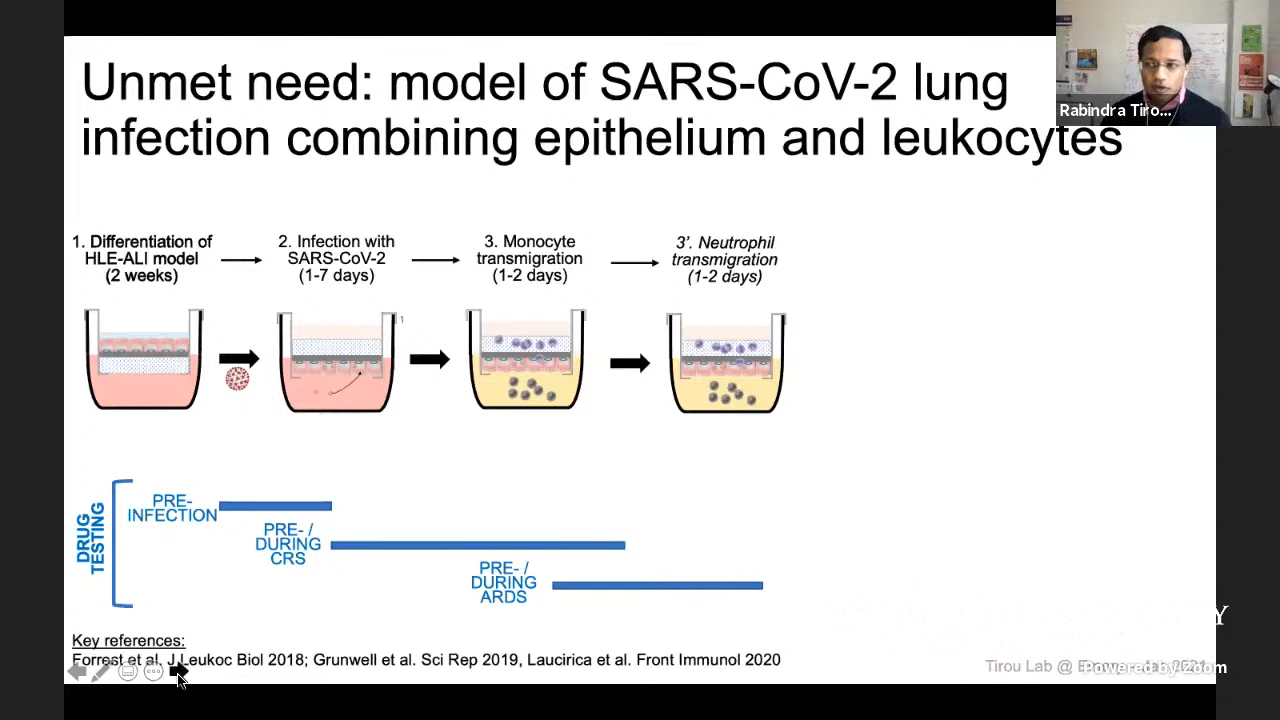 Unmet need: model of SARS-CoV-2 lung
infection combining epithelium and leukocytes
Rabindra Tiro...
1. Differentiation of
HLE-ALI model
(2 weeks)
2. Infection with
SARS-CoV-2
(1-7 days)
3. Monocyte
transmigration
(1-2 days)
3’. Neutrophil
transmigration
(1-2 days)
1
DRUG
TESTING
PRE-
INFECTION
PRE- /
DURING
CRS
PRE- /
DURING
ARDS
Key references:
Forrest et al. J Leukoc Biol 2018; Grunwell et al. Sci Rep 2019, Laucirica et al. Front Immunol 2020
Y
Tirou Lab @
Powered by Zoom